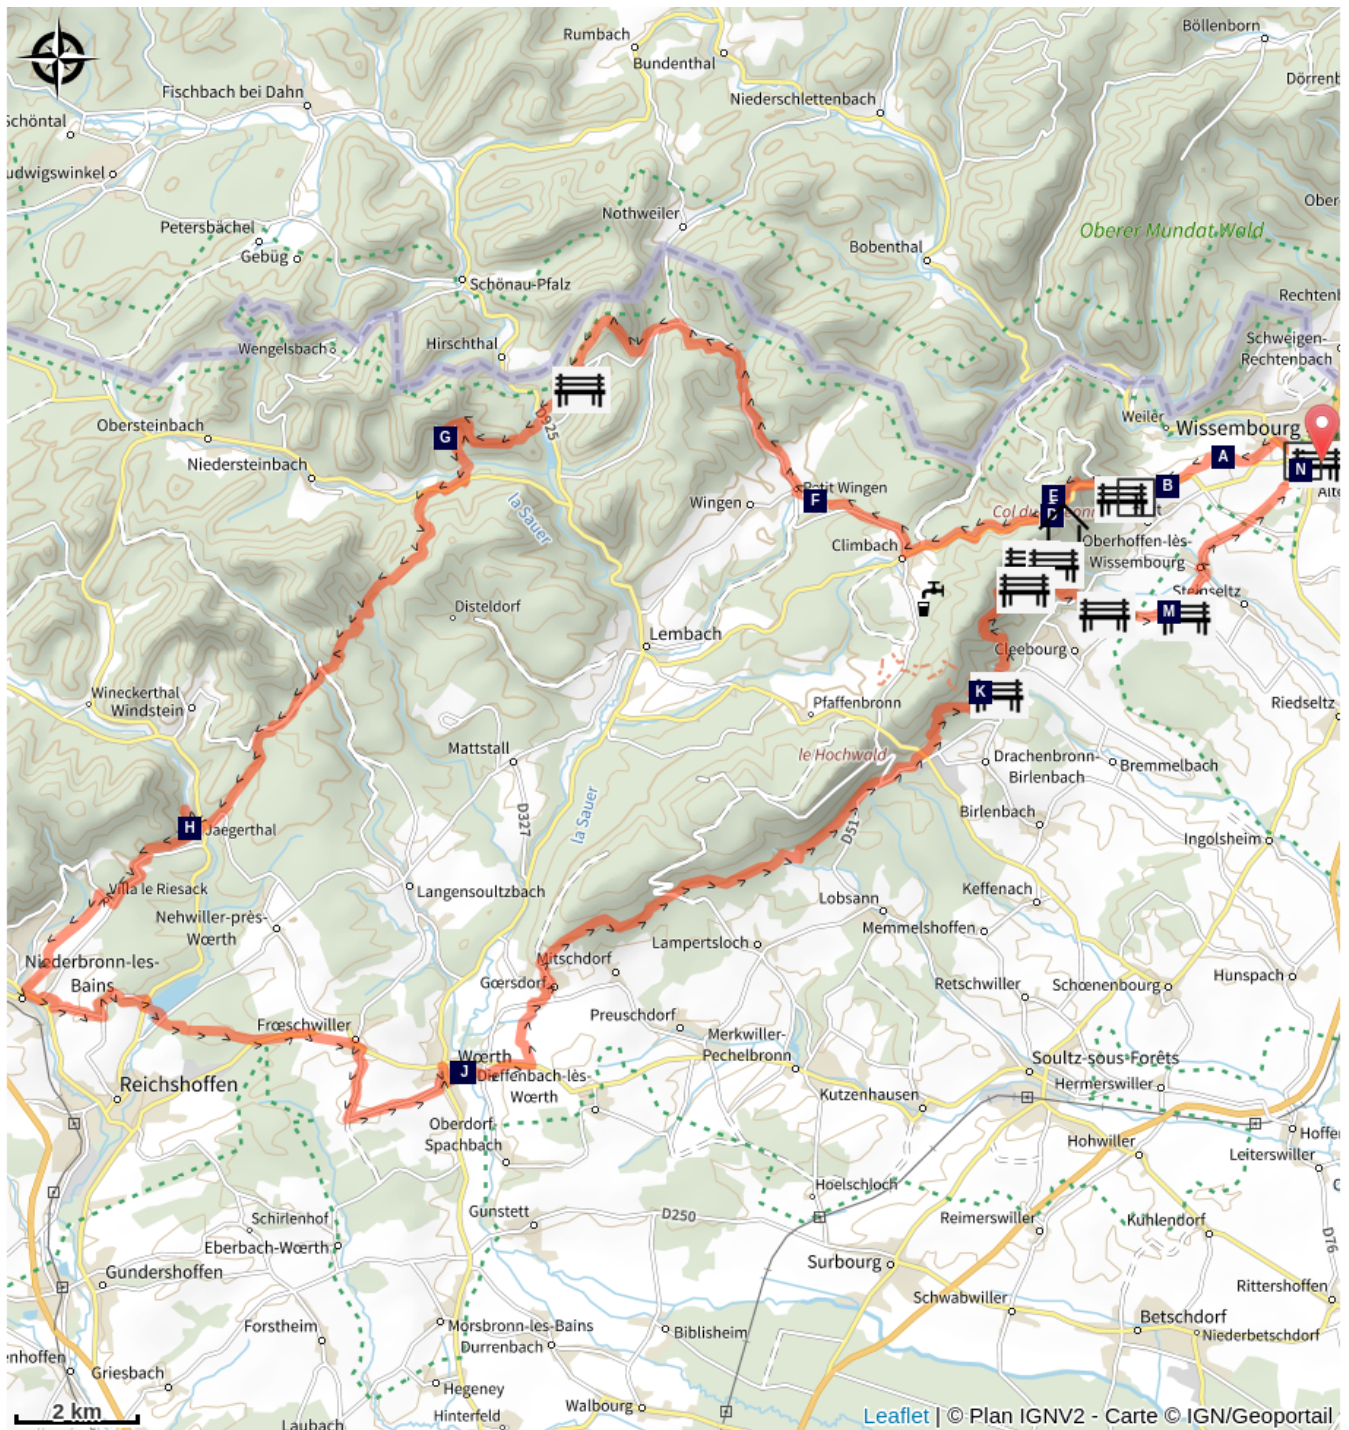 Böllenborn
Rumbach
Bundenthal
Dörrenb
Fischbach bei Dahn
Niederschlettenbach
Schöntal
udwigswinkel
Ober
Nothweiler
Petersbächel
Oberer Mundat Wald
Gebüg
Bobenthal
Schönau-Pfalz
Rechtenb
Hirschthal
Schweigen-
Rechtenbach
Wengelsbach
Weiler
Obersteinbach
D925
Wissembourg
G
A
Niedersteinbach
N
B
Petit Wingen
Alte
E
F
Wingen
la Sauer
D
Climbach
Oberhoffen-lès-
Wissembourg
Steinseltz
Disteldorf
M
Lembach
Cleebourg
Wineckerthal
Windstein
K
Pfaffenbronn
Riedseltz
Mattstall
le Hochwald
Drachenbronn-
Birlenbach
Bremmelbach
D327
la Sauer
Birlenbach
H
Jaegerthal
D51
Ingolsheim
Villa le Riesack
Langensoultzbach
Keffenach
Lobsann
Nehwiller-près-
Wœrth
Memmelshoffen
Lampertsloch
Mitschdorf
Niederbronn-les-
Bains
Gœrsdorf
Hunspach
Retschwiller
Schœnenbourg
Preuschdorf
Frœschwiller
Merkwiller-
Pechelbronn
Wœrth
Soultz-sous-Forêts
J
Dieffenbach-lès-
Wœrth
Reichshoffen
Hermerswiller
Kutzenhausen
Oberdorf-
Spachbach
Hoffen
Hohwiller
Leiterswiller
Hoelschloch
Gunstett
D250
Schirlenhof
Reimerswiller
Kuhlendorf
Eberbach-Wœrth
D76
Surbourg
Gundershoffen
Rittershoffen
Schwabwiller
Betschdorf
Forstheim
Morsbronn-les-Bains
Biblisheim
Niederbetschdorf
Durrenbach
enhoffen
Griesbach
Hegeney
Walbourg
2 km
Hinterfeld
Laubach
Leaflet | © Plan IGNV2 - Carte © IGN/Geoportail